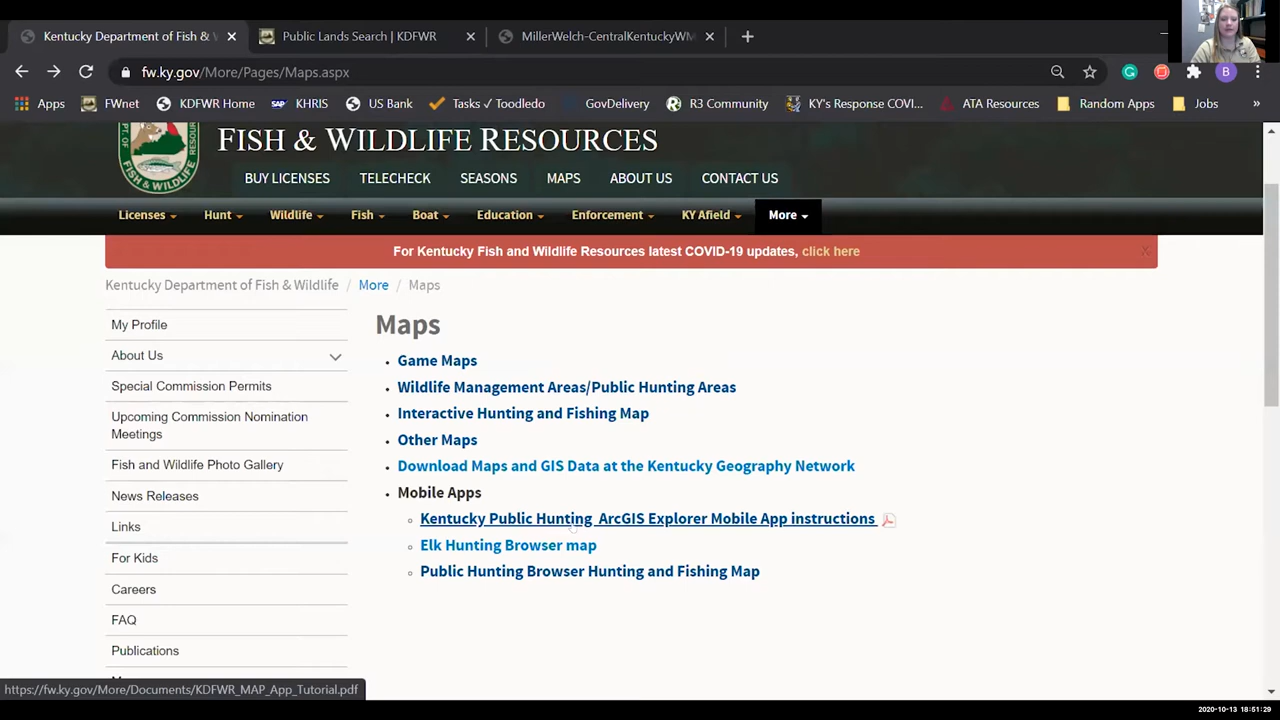 Kentucky Department of Fish & W
Public Lands Search | KDFWR
MillerWelch-CentralKentuckyWM
fw.ky.gov/More/Pages/Maps.aspx
B
Apps
FWnet
KDFWR Home
KHRIS
US Bank
Tasks ✓ Toodledo
GovDelivery
R3 Community
KY's Response COVI...
ATA Resources
Random Apps
Jobs
»
FISH & WILDLIFE RESOURCES
BUY LICENSES
TELECHECK
SEASONS
MAPS
ABOUT US
CONTACT US
Licenses
Hunt
Wildlife
Fish
Boat
Education
Enforcement
KY Afield
More
For Kentucky Fish and Wildlife Resources latest COVID-19 updates, click here
X
Kentucky Department of Fish & Wildlife / More / Maps
My Profile
About Us
Special Commission Permits
Upcoming Commission Nomination
Meetings
Fish and Wildlife Photo Gallery
News Releases
Links
For Kids
Careers
FAQ
Publications
Maps
• Game Maps
• Wildlife Management Areas/Public Hunting Areas
• Interactive Hunting and Fishing Map
• Other Maps
• Download Maps and GIS Data at the Kentucky Geography Network
• Mobile Apps
Kentucky Public Hunting ArcGIS Explorer Mobile App instructions
Elk Hunting Browser map
Public Hunting Browser Hunting and Fishing Map
https://fw.ky.gov/More/Documents/KDFWR_MAP_App_Tutorial.pdf
2020-10-13 18:51:29